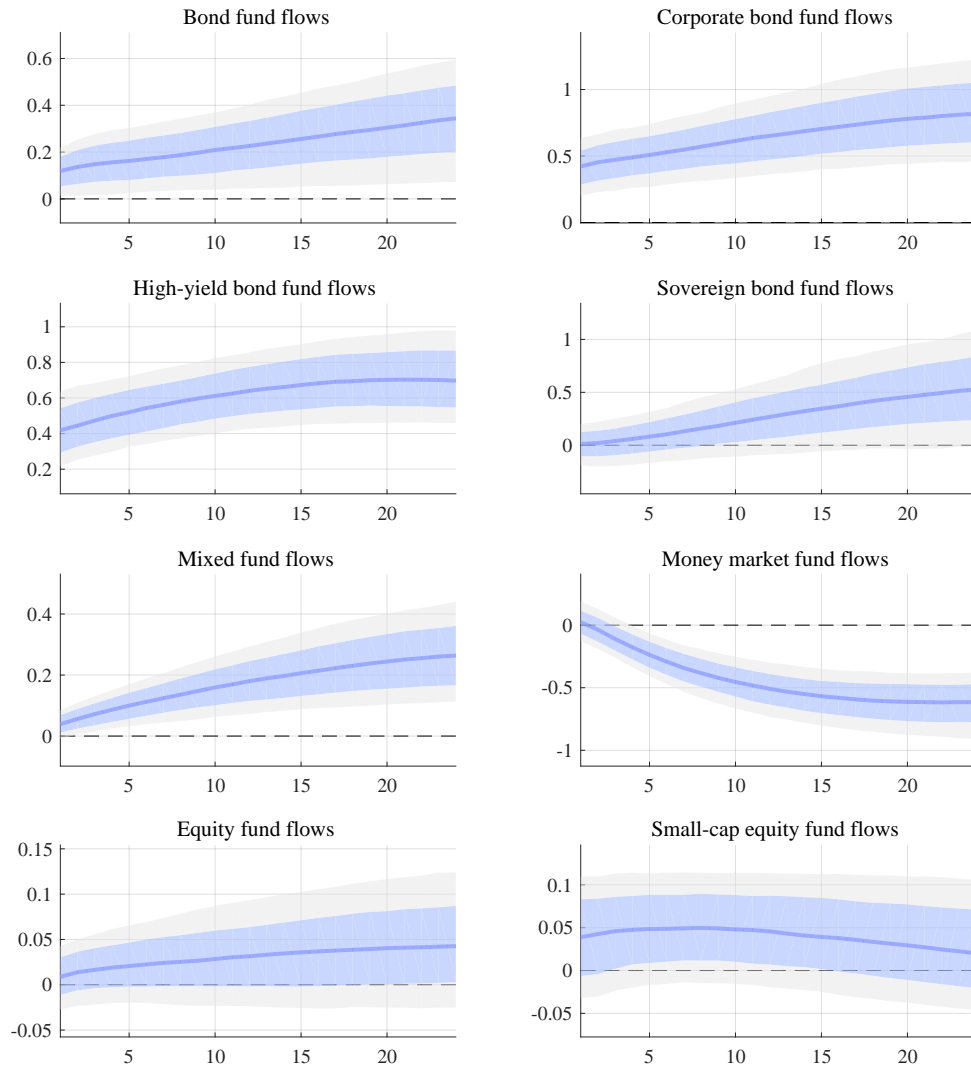 Bond fund flows
0.6
0.4
0.2
0
5 10 15 20
Corporate bond fund flows
1
0.5
0
5 10 15 20
High-yield bond fund flows
1
0.8
0.6
0.4
0.2
5 10 15 20
Sovereign bond fund flows
1
0.5
0
5 10 15 20
Mixed fund flows
0.4
0.2
0
5 10 15 20
Money market fund flows
0
-0.5
-1
5 10 15 20
Equity fund flows
0.15
0.1
0.05
0
-0.05
5 10 15 20
Small-cap equity fund flows
0.1
0.05
0
-0.05
5 10 15 20